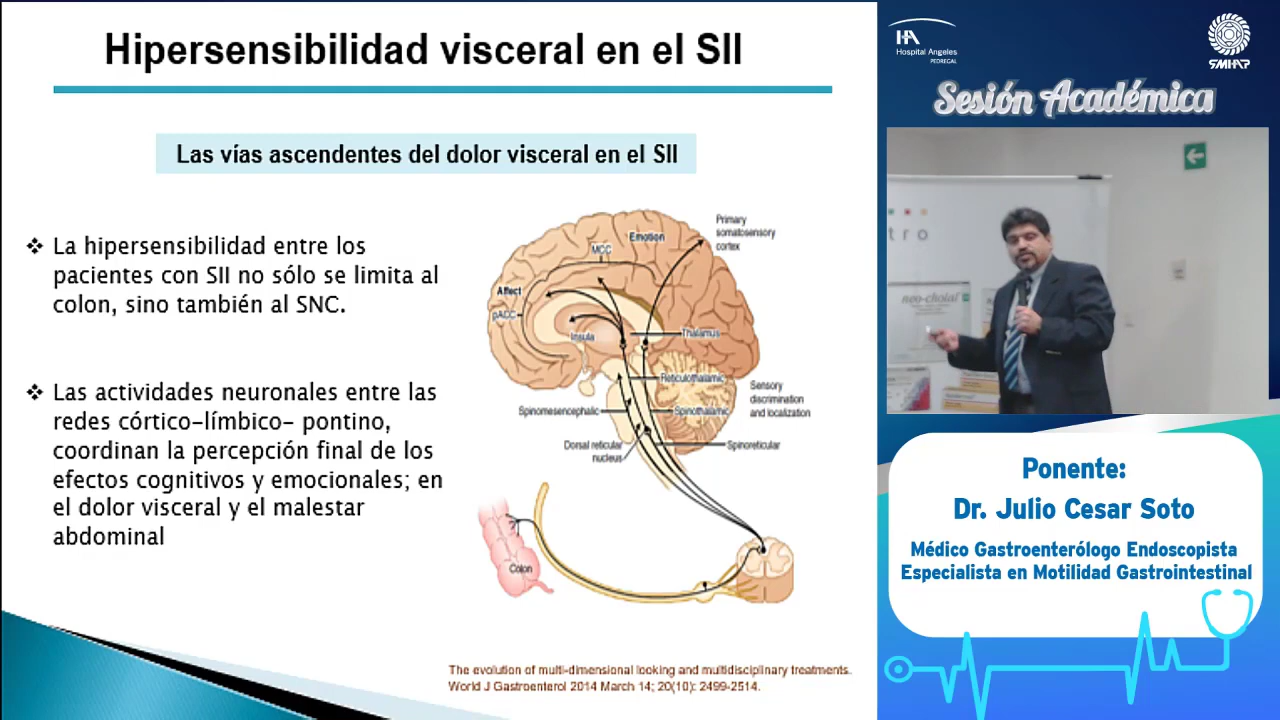 Hipersensibilidad visceral en el SII
Las vías ascendentes del dolor visceral en el SII
❖ La hipersensibilidad entre los
pacientes con SII no sólo se limita al
colon, sino también al SNC.
❖ Las actividades neuronales entre las
redes córtico-límbico- pontino,
coordinan la percepción final de los
efectos cognitivos y emocionales; en
el dolor visceral y el malestar
abdominal
Primary
somatosensory
cortex
Emotion
MCC
Affect
pACC
Insula
Thalamus
Reticulothalamic
Sensory
discrimination
and localization
Spinomesencephalic
Spinothalamic
Dorsal reticular
nucleus
Spinoreticular
Colon
The evolution of multi-dimensional looking and multidisciplinary treatments.
World J Gastroenterol 2014 March 14; 20(10): 2499-2514.
HA
Hospital Angeles
PEDREGAL
SMHAP
Sesión Académica
tro
neo-cholal
Ponente:
Dr. Julio Cesar Soto
Médico Gastroenterólogo Endoscopista
Especialista en Motilidad Gastrointestinal